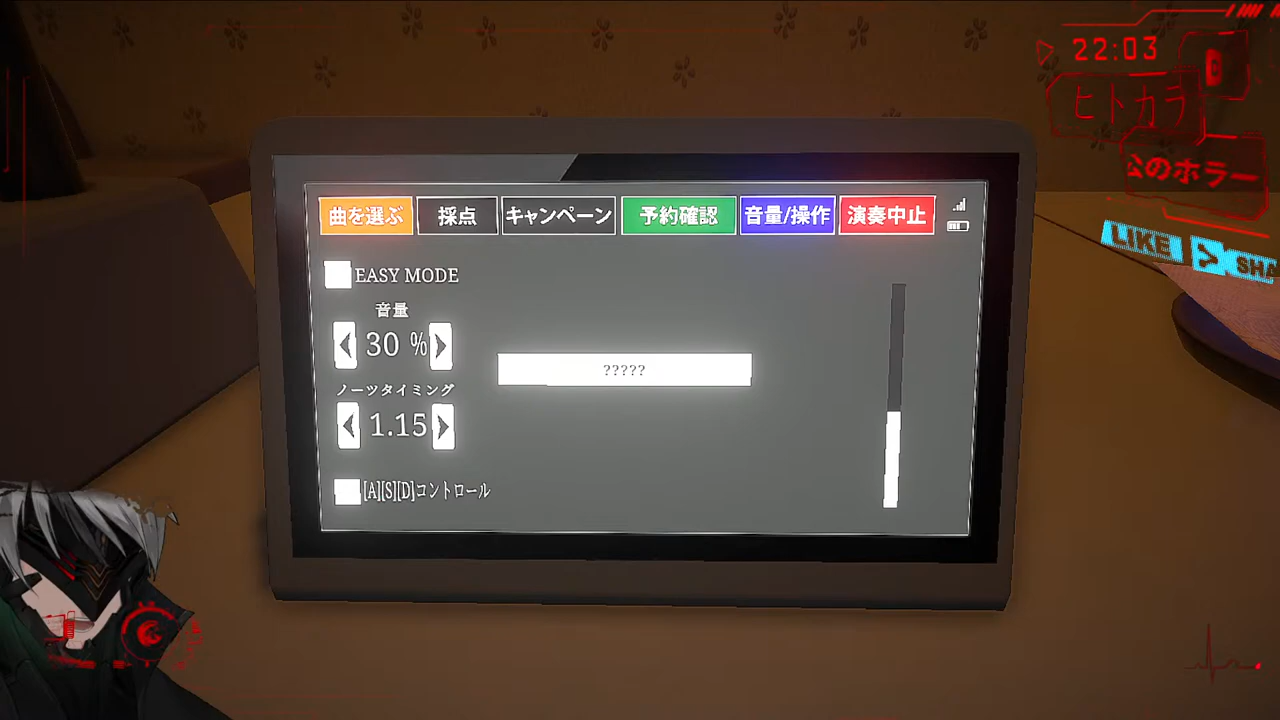 22:03
ヒトカラ
公のホラー
LIKE
SHA
曲を選ぶ 採点 キャンペーン 予約確認 音量/操作 演奏中止
EASY MODE
音量
30 %
?????
ノーツタイミング
1.15
[A][S][D]コントロール